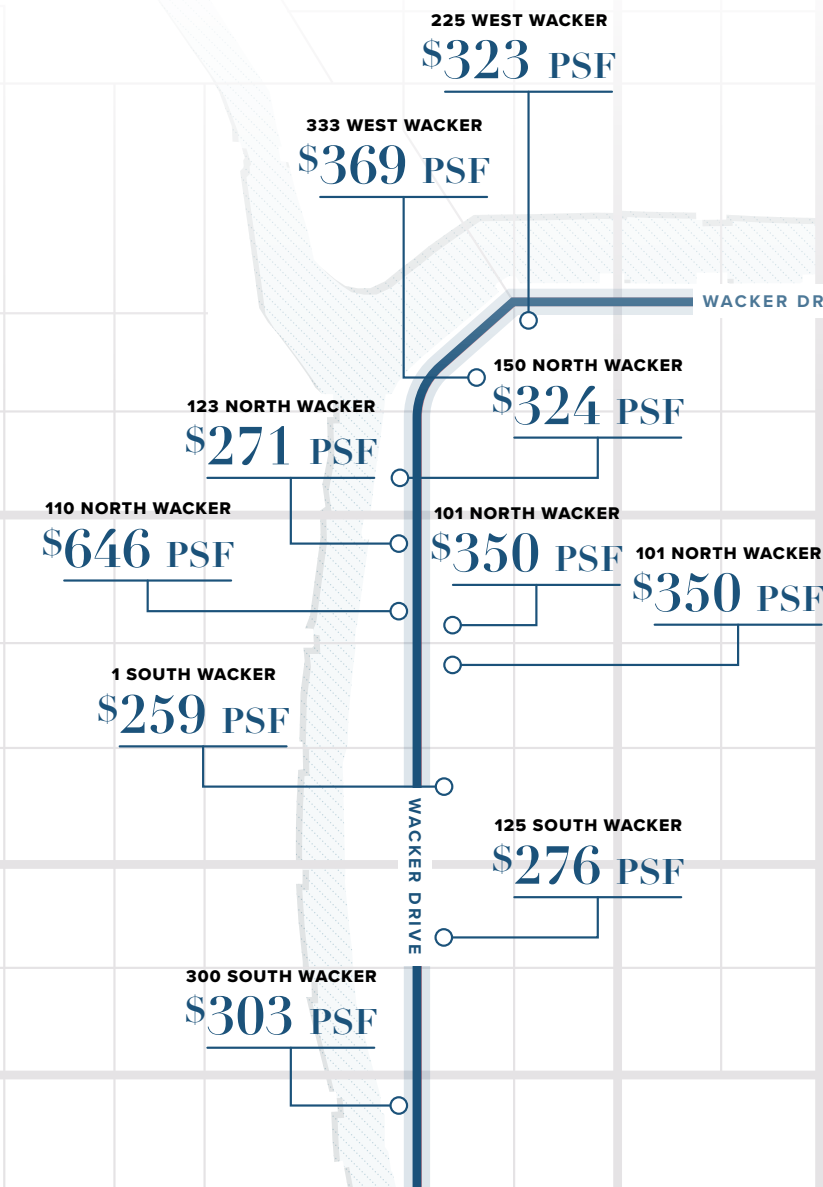 225 WEST WACKER
$323 PSF
333 WEST WACKER
$369 PSF
WACKER DR
150 NORTH WACKER
$324 PSF
123 NORTH WACKER
$271 PSF
110 NORTH WACKER
$646 PSF
101 NORTH WACKER
$350 PSF
101 NORTH WACKER
$350 PSF
1 SOUTH WACKER
$259 PSF
WACKER DRIVE
125 SOUTH WACKER
$276 PSF
300 SOUTH WACKER
$303 PSF